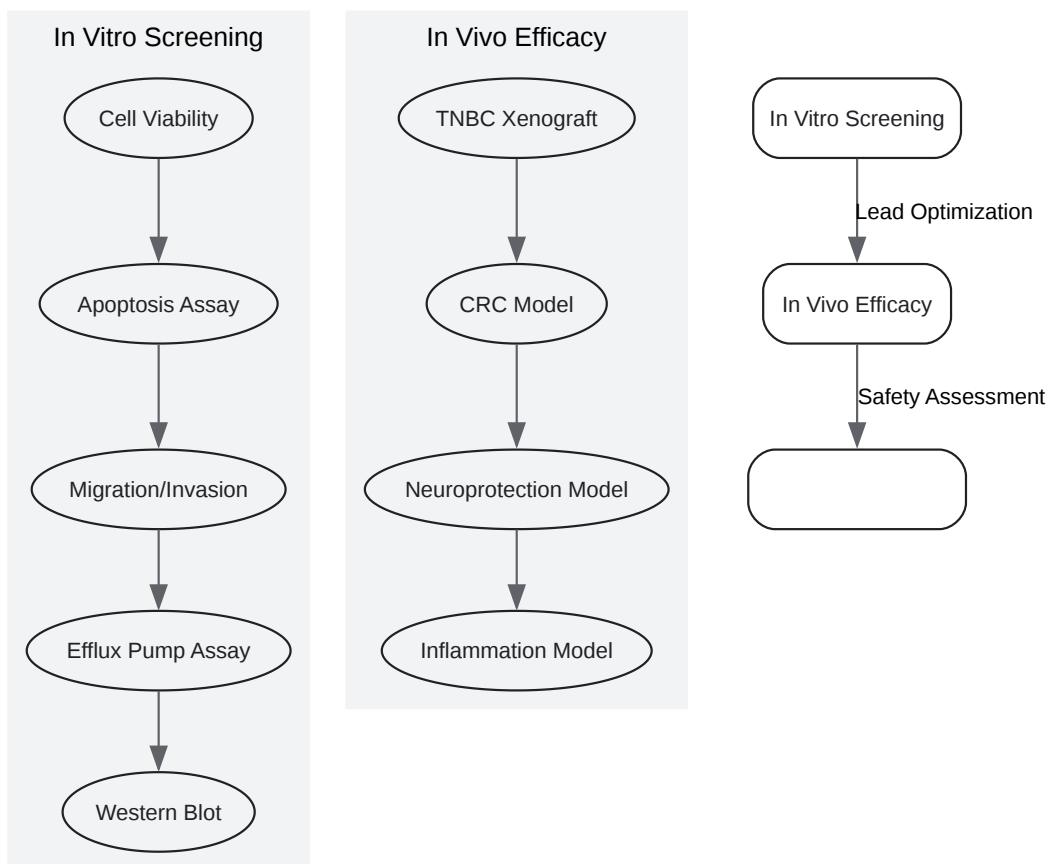 In Vitro Screening
Cell Viability
Apoptosis Assay
Migration/Invasion
Efflux Pump Assay
Western Blot
In Vivo Efficacy
TNBC Xenograft
CRC Model
Neuroprotection Model
Inflammation Model
In Vitro Screening
Lead Optimization
In Vivo Efficacy
Safety Assessment